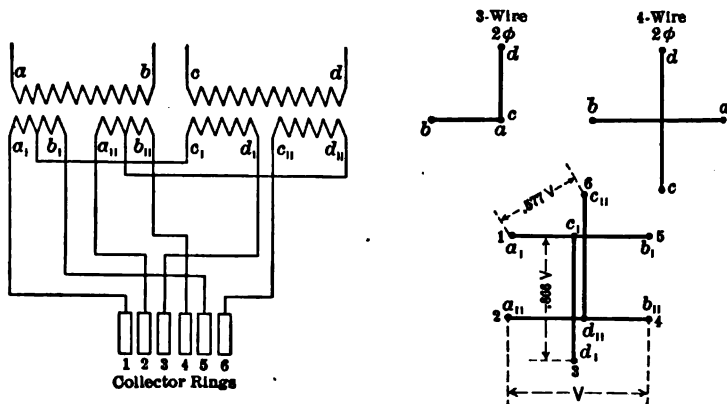 3-Wire
2φ
4-Wire
2φ
a b c d
a₁ b₁ a₁₁ b₁₁ c₁ d₁ c₁₁ d₁₁
1 2 3 4 5 6
Collector Rings
d
b a c
d
b a
c
.577 V
6
c₁₁
1 a₁ c₁ b₁ 5
.866 V
2 a₁₁ d₁₁ b₁₁ 4
d₁
3
V